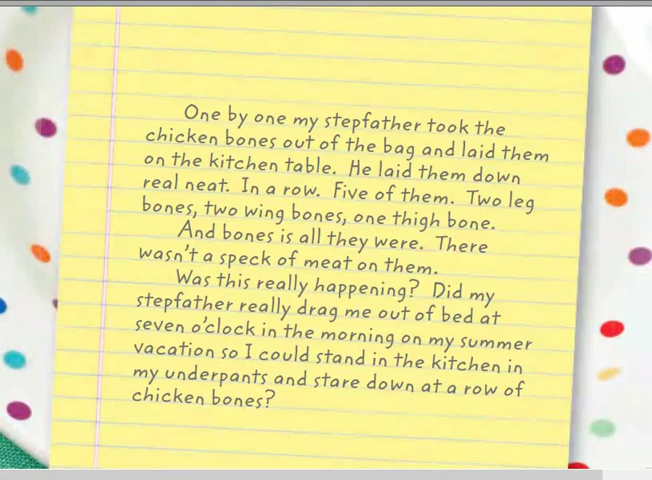 One by one my stepfather took the
chicken bones out of the bag and laid them
on the kitchen table. He laid them down
real neat. In a row. Five of them. Two leg
bones, two wing bones, one thigh bone.
And bones is all they were. There
wasn't a speck of meat on them.
Was this really happening? Did my
stepfather really drag me out of bed at
seven o'clock in the morning on my summer
vacation so I could stand in the kitchen in
my underpants and stare down at a row of
chicken bones?